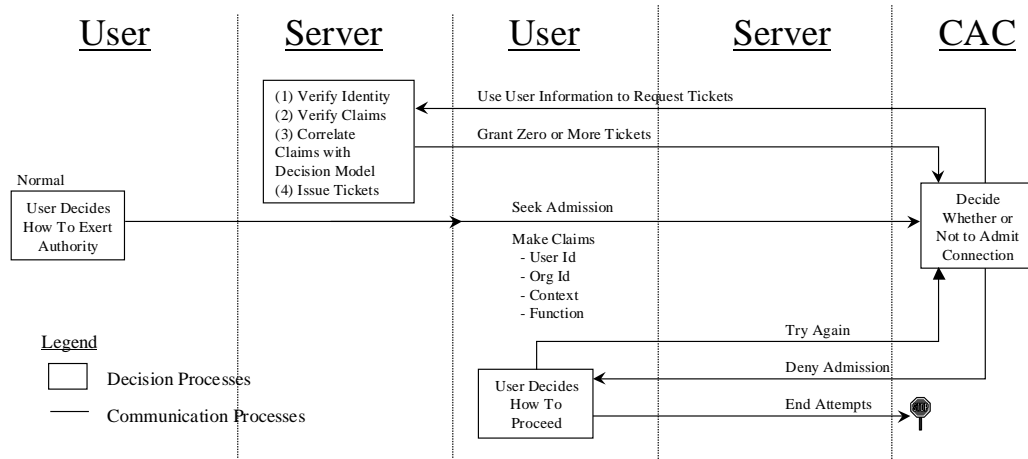 User
Server
User
Server
CAC
(1) Verify Identity
(2) Verify Claims
(3) Correlate
Claims with
Decision Model
(4) Issue Tickets
Use User Information to Request Tickets
Grant Zero or More Tickets
Normal
User Decides
How To Exert
Authority
Seek Admission
Decide
Whether or
Not to Admit
Connection
Make Claims
- User Id
- Org Id
- Context
- Function
Legend
Decision Processes
Communication Processes
Try Again
Deny Admission
User Decides
How To
Proceed
End Attempts